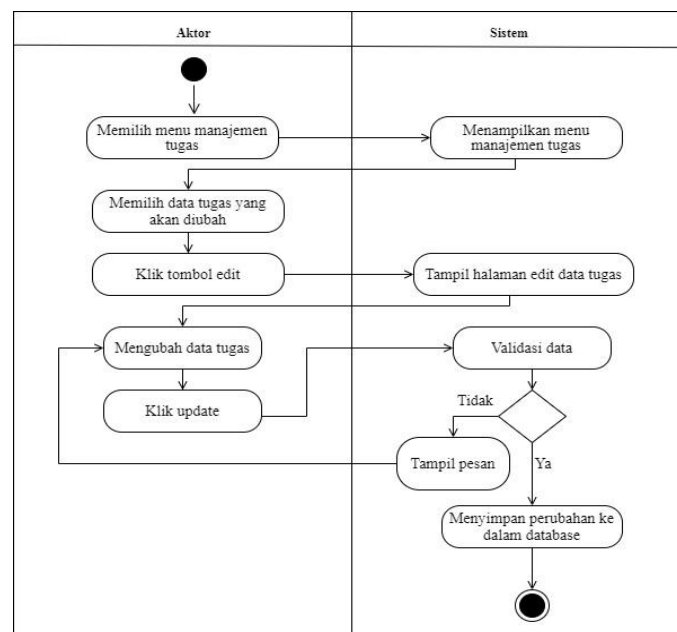 Aktor
Sistem
Memilih menu manajemen
tugas
Menampilkan menu
manajemen tugas
Memilih data tugas yang
akan diubah
Klik tombol edit
Tampil halaman edit data tugas
Mengubah data tugas
Validasi data
Klik update
Tidak
Tampil pesan
Ya
Menyimpan perubahan ke
dalam database